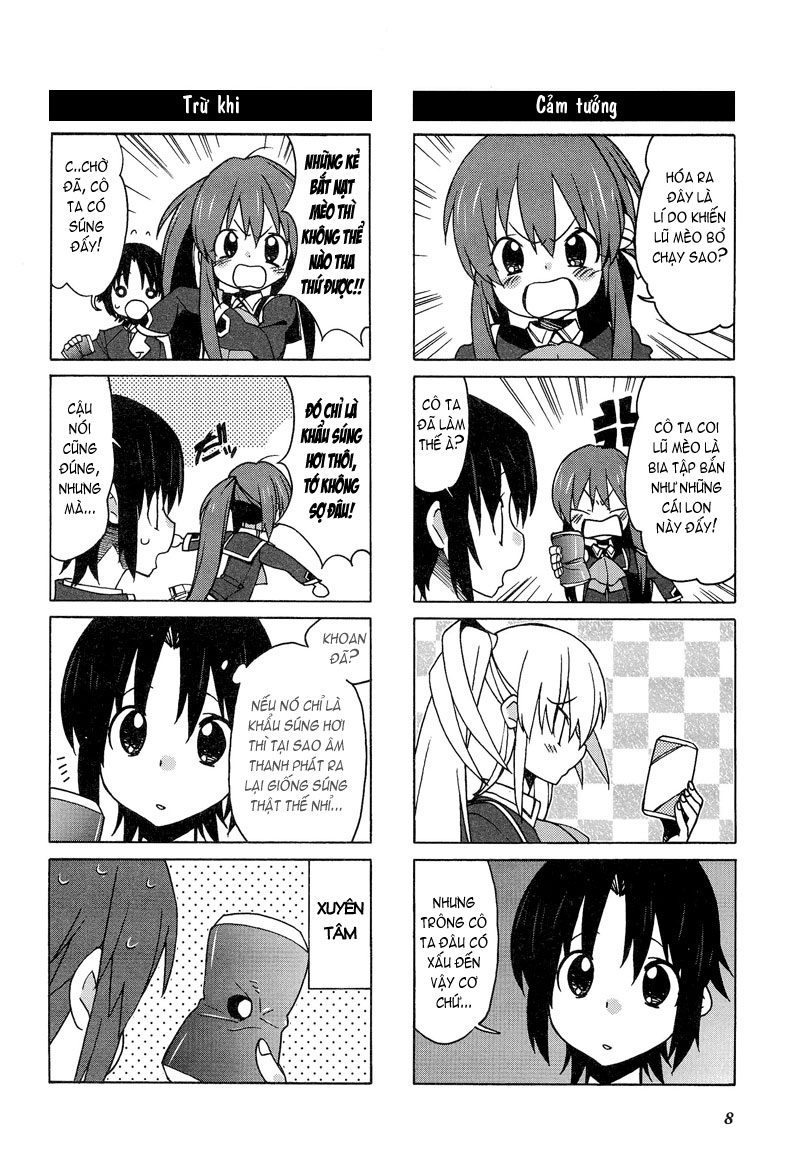 Cảm tưởng
HÓA RA
ĐÂY LÀ
LÍ DO KHIẾN
LŨ MÈO BỎ
CHẠY SAO?
CÔ TA COI
LŨ MÈO LÀ
BIA TẬP BẮN
NHƯ NHỮNG
CÁI LON
NÀY ĐẤY!
CÔ TA
ĐÃ LÀM
THẾ À?
NHƯNG
TRÔNG CÔ
TA ĐÂU CÓ
XẤU ĐẾN
VẬY CƠ
CHỨ...
Trừ khi
NHỮNG KẺ
BẮT NẠT
MÈO THÌ
KHÔNG THỂ
NÀO THA
THỨ ĐƯỢC!!
C..CHỜ
ĐÃ, CÔ
TA CÓ
SÚNG
ĐẤY!
ĐÓ CHỈ LÀ
KHẨU SÚNG
HƠI THÔI,
TỚ KHÔNG
SỢ ĐÂU!
CẬU
NÓI
CŨNG
ĐÚNG,
NHƯNG
MÀ...
KHOAN
ĐÃ?
NẾU NÓ CHỈ LÀ
KHẨU SÚNG HƠI
THÌ TẠI SAO ÂM
THANH PHÁT RA
LẠI GIỐNG SÚNG
THẬT THẾ NHỈ...
XUYÊN
TÂM
8